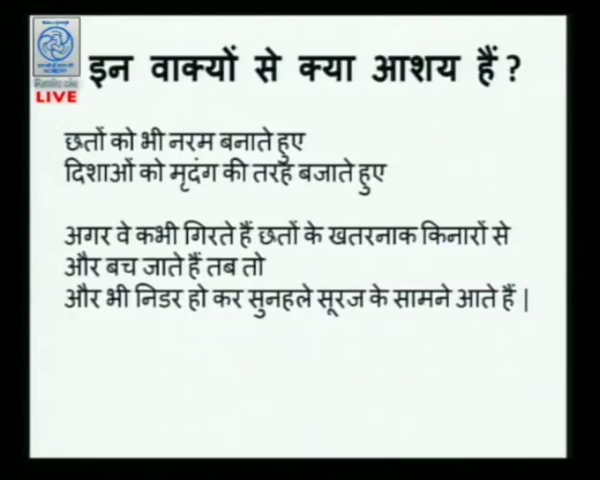 LIVE
इन वाक्यों से क्या आशय हैं ?
छतों को भी नरम बनाते हुए
दिशाओं को मृदंग की तरह बजाते हुए
अगर वे कभी गिरते हैं छतों के खतरनाक किनारों से
और बच जाते हैं तब तो
और भी निडर हो कर सुनहले सूरज के सामने आते हैं |